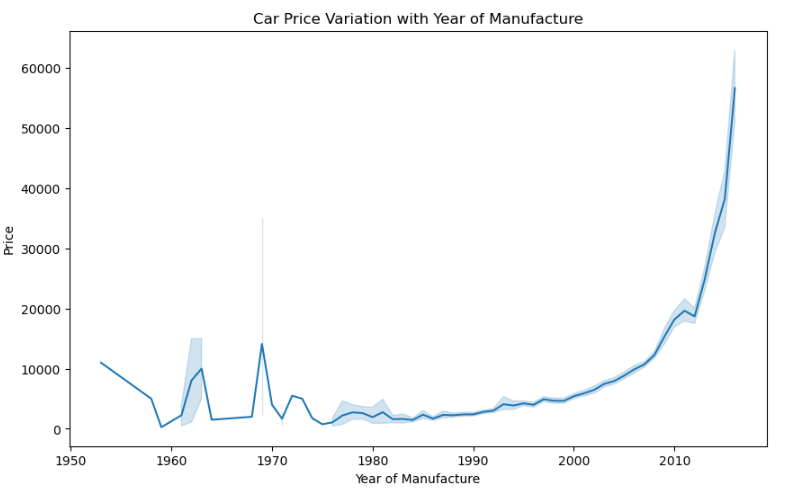 Car Price Variation with Year of Manufacture
60000
50000
40000
30000
20000
10000
0
Price
1950 1960 1970 1980 1990 2000 2010
Year of Manufacture